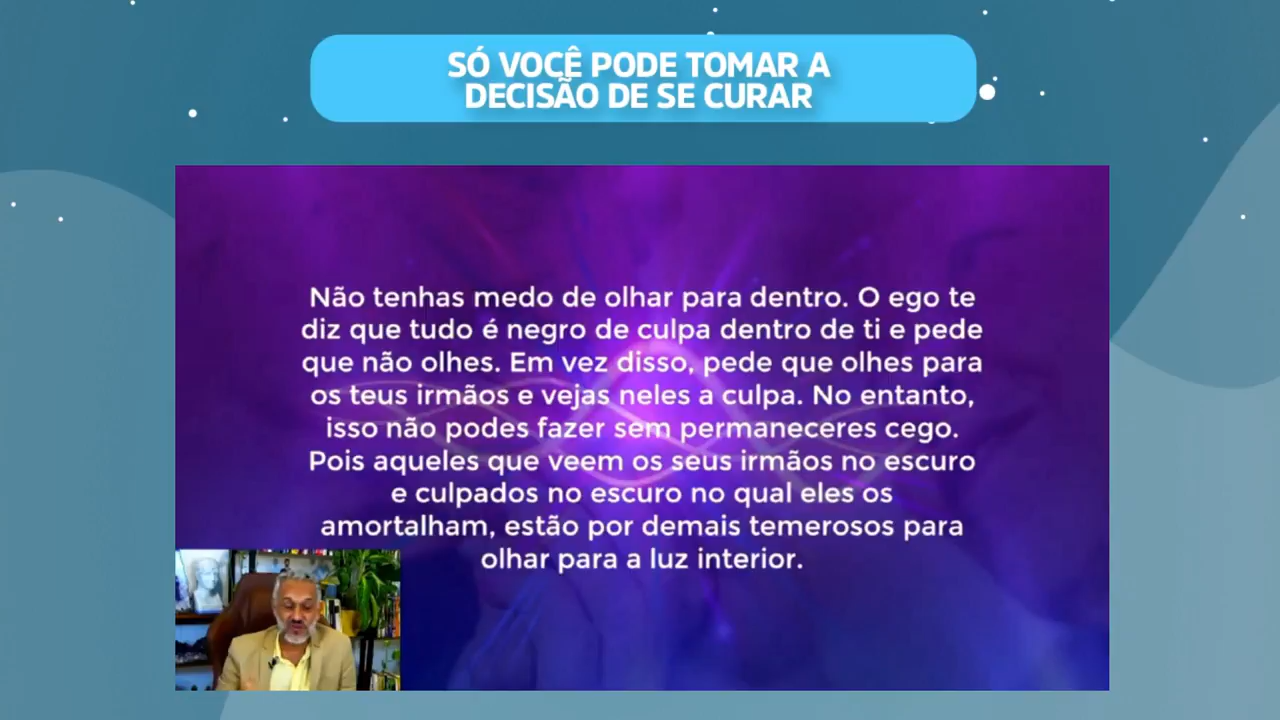 SÓ VOCÊ PODE TOMAR A
DECISÃO DE SE CURAR
Não tenhas medo de olhar para dentro. O ego te
diz que tudo é negro de culpa dentro de ti e pede
que não olhes. Em vez disso, pede que olhes para
os teus irmãos e vejas neles a culpa. No entanto,
isso não podes fazer sem permaneceres cego.
Pois aqueles que veem os seus irmãos no escuro
e culpados no escuro no qual eles os
amortalham, estão por demais temerosos para
olhar para a luz interior.